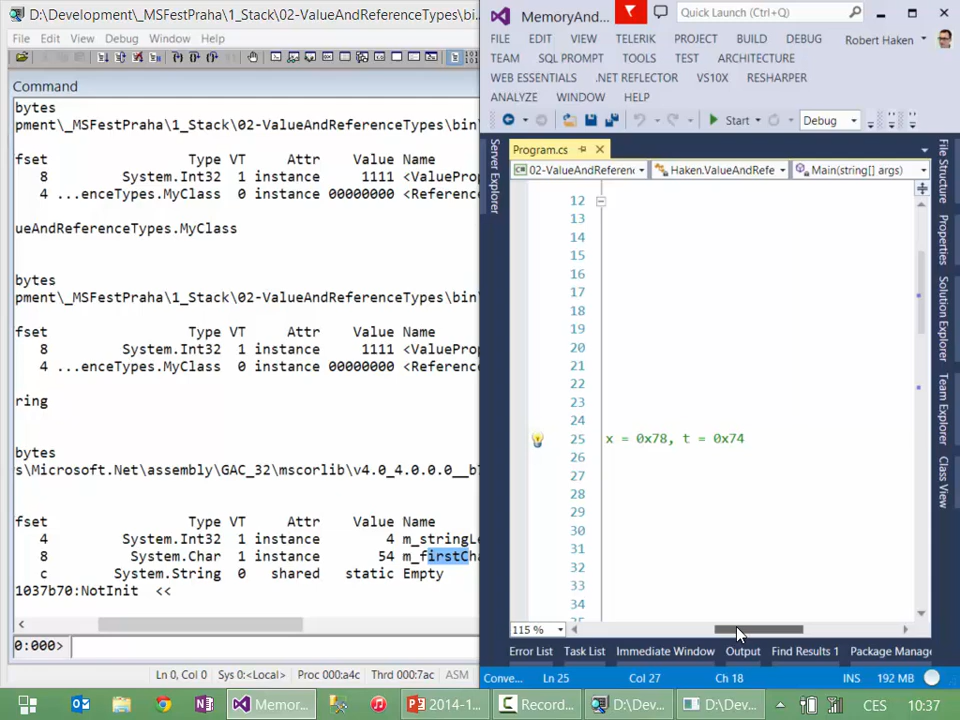 D:\Development\_MSFestPraha\1_Stack\02-ValueAndReferenceTypes\bi...
File Edit View Debug Window Help
Command
bytes
pment\_MSFestPraha\1_Stack\02-ValueAndReferenceTypes\bin\
fset Type VT Attr Value Name
8 System.Int32 1 instance 1111 <ValueProp
4 ...enceTypes.MyClass 0 instance 00000000 <Reference
ueAndReferenceTypes.MyClass
bytes
pment\_MSFestPraha\1_Stack\02-ValueAndReferenceTypes\bin\
fset Type VT Attr Value Name
8 System.Int32 1 instance 1111 <ValueProp
4 ...enceTypes.MyClass 0 instance 00000000 <Reference
ring
bytes
s\Microsoft.Net\assembly\GAC_32\mscorlib\v4.0_4.0.0.0__b7
fset Type VT Attr Value Name
4 System.Int32 1 instance 4 m_stringLe
8 System.Char 1 instance 54 m_firstCha
c System.String 0 shared static Empty
1037b70:NotInit <<
0:000>
Ln 0, Col 0 Sys 0:<Local> Proc 000:a4c Thrd 000:7ac ASM
MemoryAnd... Quick Launch (Ctrl+Q)
FILE EDIT VIEW TELERIK PROJECT BUILD DEBUG Robert Haken
TEAM SQL PROMPT TOOLS TEST ARCHITECTURE
WEB ESSENTIALS .NET REFLECTOR VS10X RESHARPER
ANALYZE WINDOW HELP
Start Debug
Program.cs
02-ValueAndReferenc Haken.ValueAndRefe Main(string[] args)
Server Explorer
12
13
14
15
16
17
18
19
20
21
22
23
24
25 x = 0x78, t = 0x74
26
27
28
29
30
31
32
33
34
115 %
File Structure
Properties
Solution Explorer
Team Explorer
Class View
Error List Task List Immediate Window Output Find Results 1 Package Manag
Conve... Ln 25 Col 27 Ch 18 INS 192 MB
Memor... 2014-1... Record... D:\Dev... D:\Dev... CES 10:37